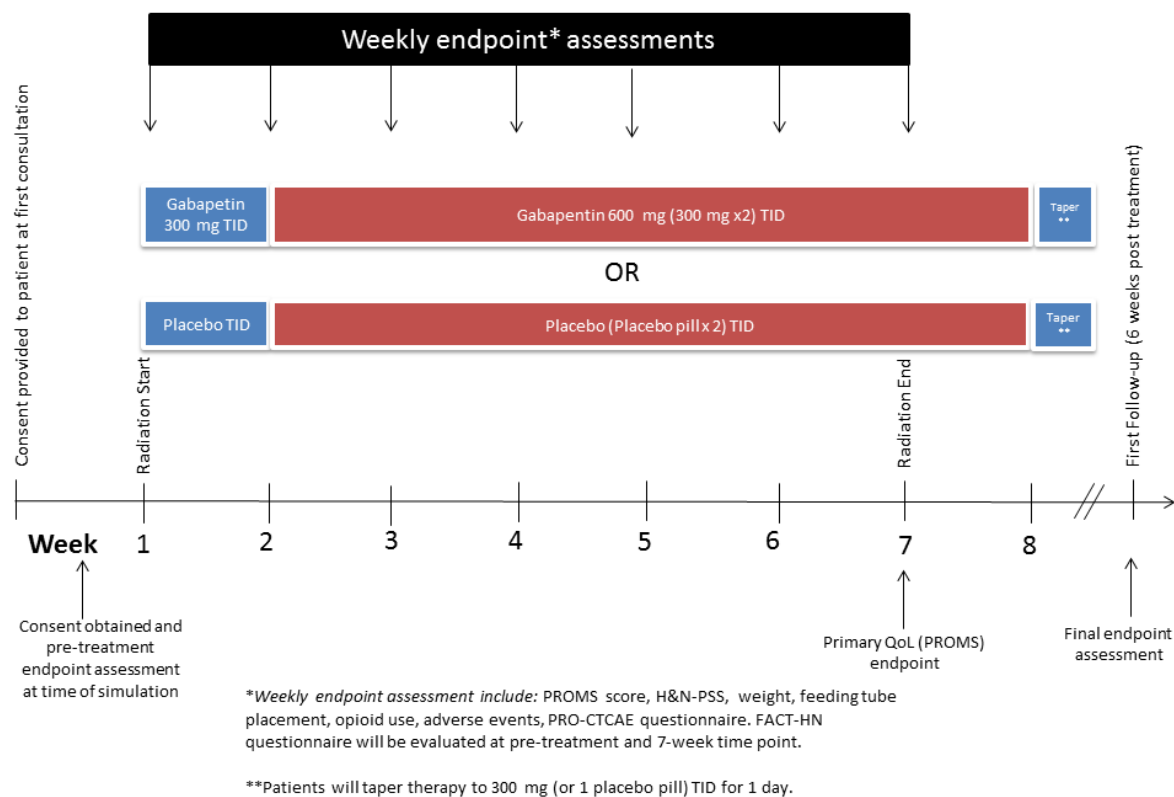 Weekly endpoint* assessments
Consent provided to patient at first consultation
Gabapetin
300 mg TID
Gabapentin 600 mg (300 mg x2) TID
Taper
**
OR
Placebo TID
Placebo (Placebo pill x 2) TID
Taper
**
Radiation Start
Radiation End
First Follow-up (6 weeks post treatment)
Week 1 2 3 4 5 6 7 8
Consent obtained and
pre-treatment
endpoint assessment
at time of simulation
Primary QoL (PROMS)
endpoint
Final endpoint
assessment
*Weekly endpoint assessment include: PROMS score, H&N-PSS, weight, feeding tube
placement, opioid use, adverse events, PRO-CTCAE questionnaire. FACT-HN
questionnaire will be evaluated at pre-treatment and 7-week time point.
**Patients will taper therapy to 300 mg (or 1 placebo pill) TID for 1 day.